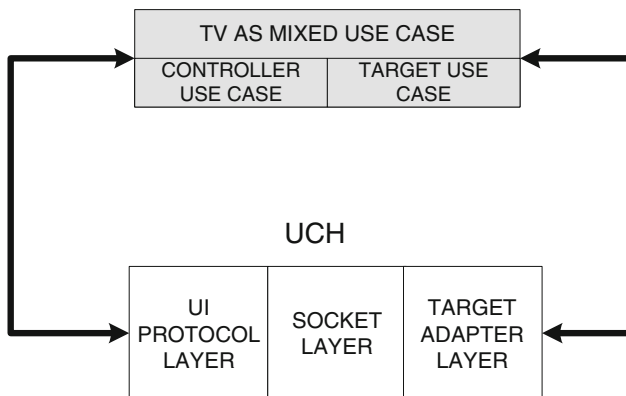 TV AS MIXED USE CASE
CONTROLLER
USE CASE
TARGET USE
CASE
UCH
UI
PROTOCOL
LAYER
SOCKET
LAYER
TARGET
ADAPTER
LAYER